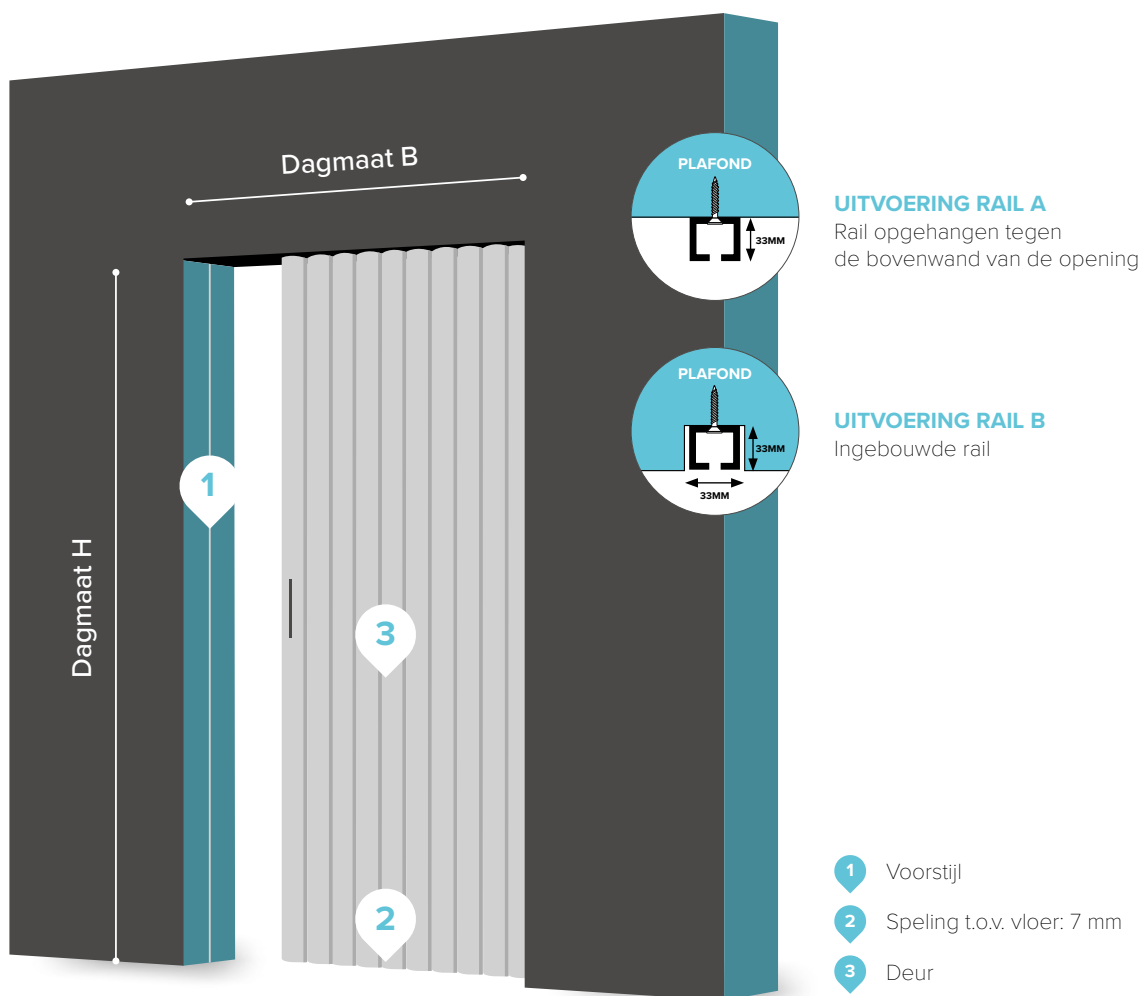 Dagmaat B
Dagmaat H
PLAFOND
33MM
UITVOERING RAIL A
Rail opgehangen tegen
de bovenwand van de opening
PLAFOND
33MM
33MM
UITVOERING RAIL B
Ingebouwde rail
1
3
2
1 Voorstijl
2 Speling t.o.v. vloer: 7 mm
3 Deur